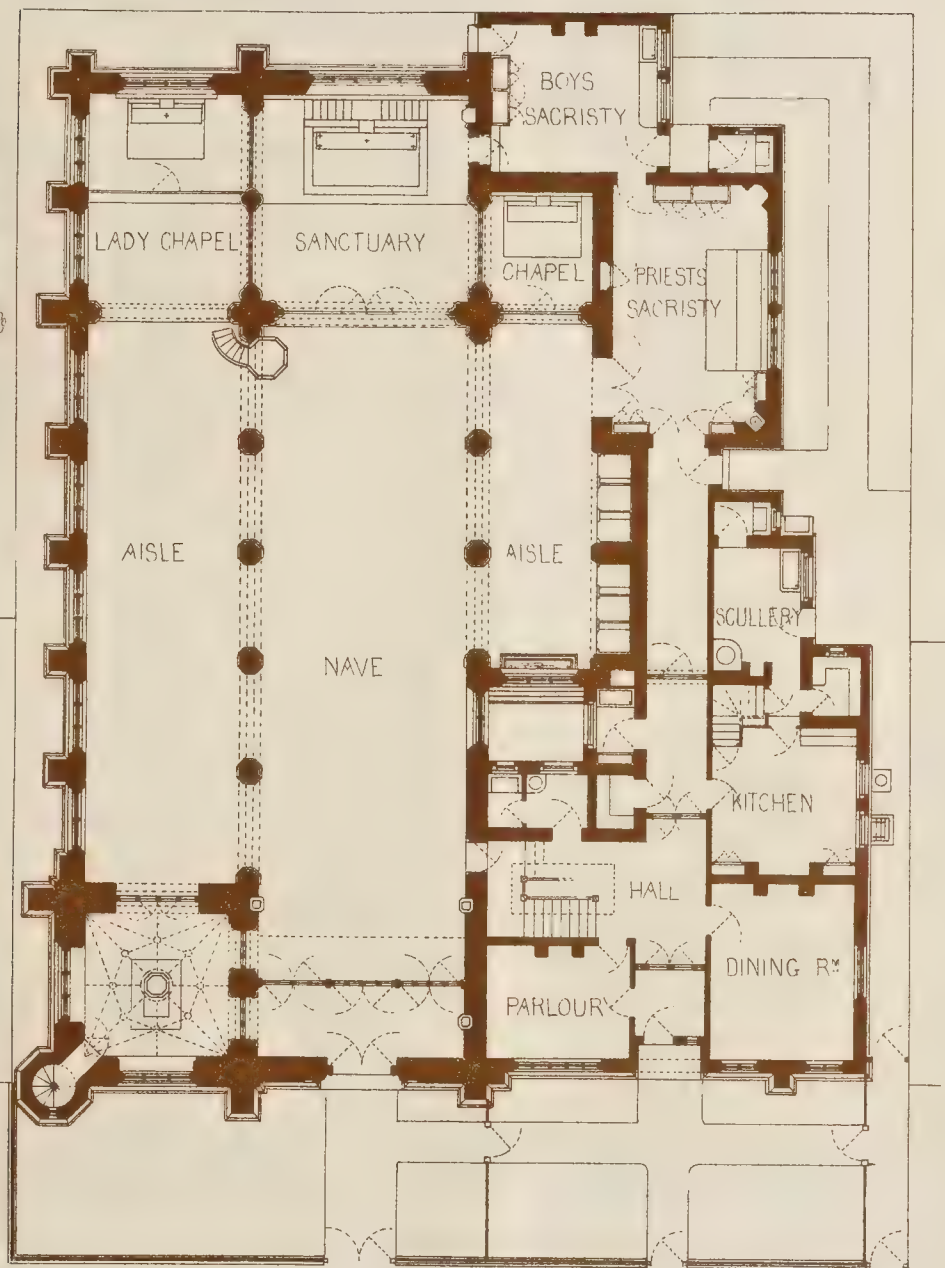 BOYS
SACRISTY
LADY CHAPEL
SANCTUARY
CHAPEL
PRIESTS
SACRISTY
AISLE
AISLE
SCULLERY
NAVE
KITCHEN
HALL
DINING RM
PARLOUR